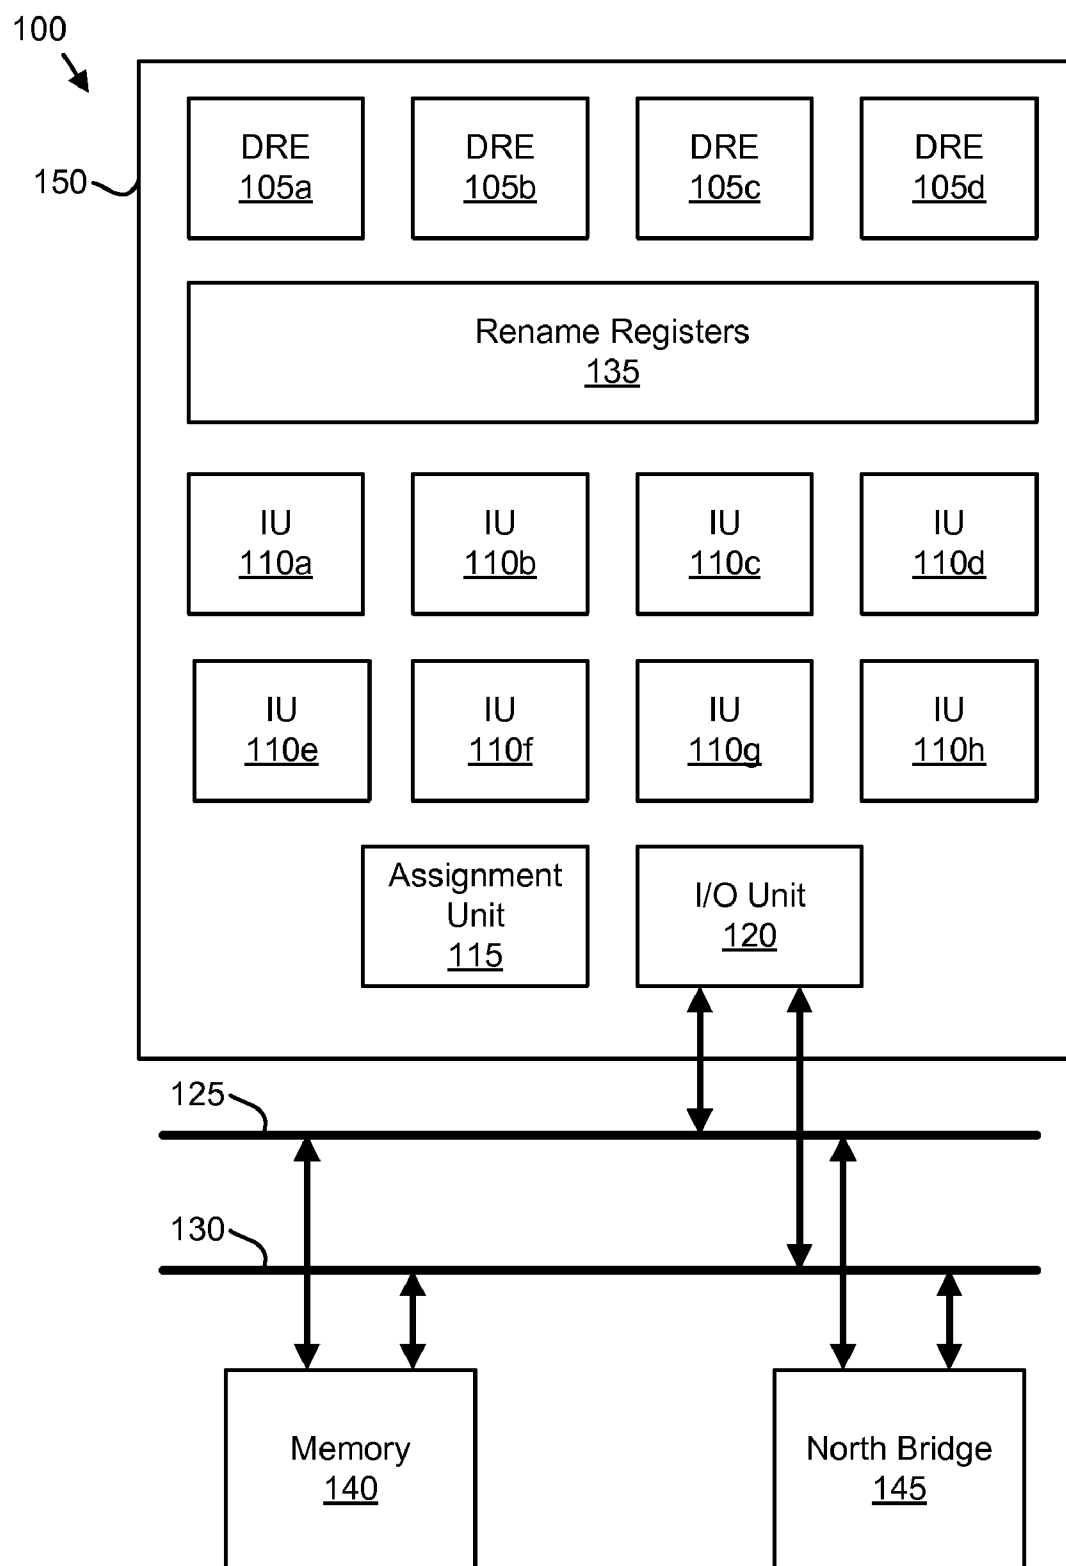 100
150
DRE
105a
DRE
105b
DRE
105c
DRE
105d
Rename Registers
135
IU
110a
IU
110b
IU
110c
IU
110d
IU
110e
IU
110f
IU
110g
IU
110h
Assignment
Unit
115
I/O Unit
120
125
130
Memory
140
North Bridge
145